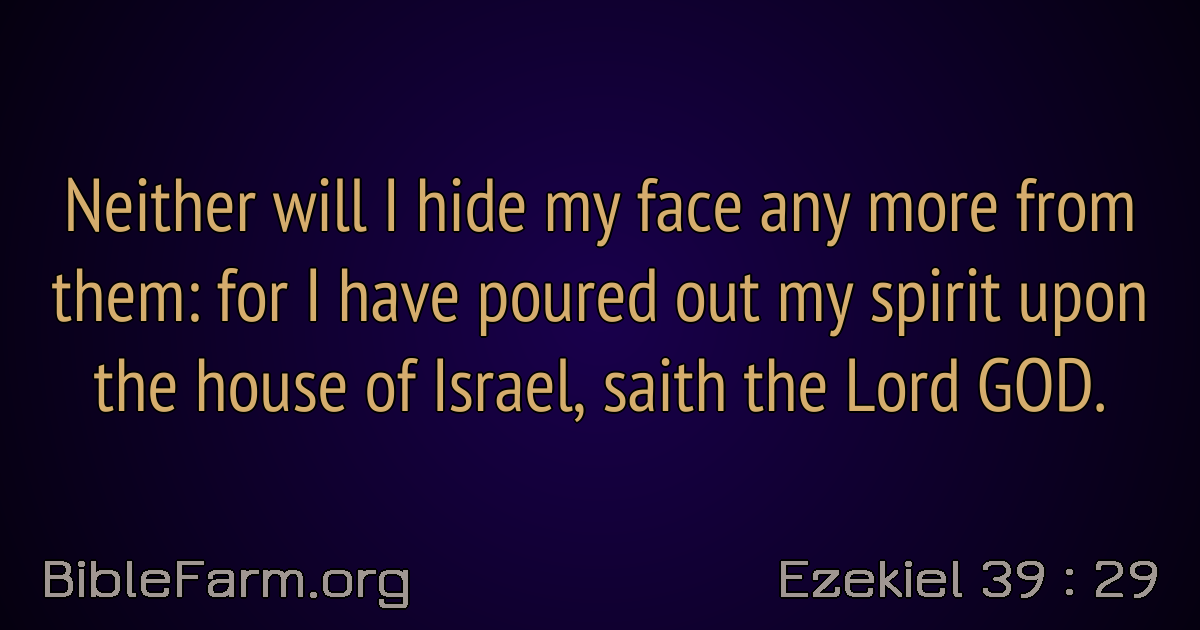 Neither will I hide my face any more from
them: for I have poured out my spirit upon
the house of Israel, saith the Lord GOD.
BibleFarm.org
Ezekiel 39 : 29